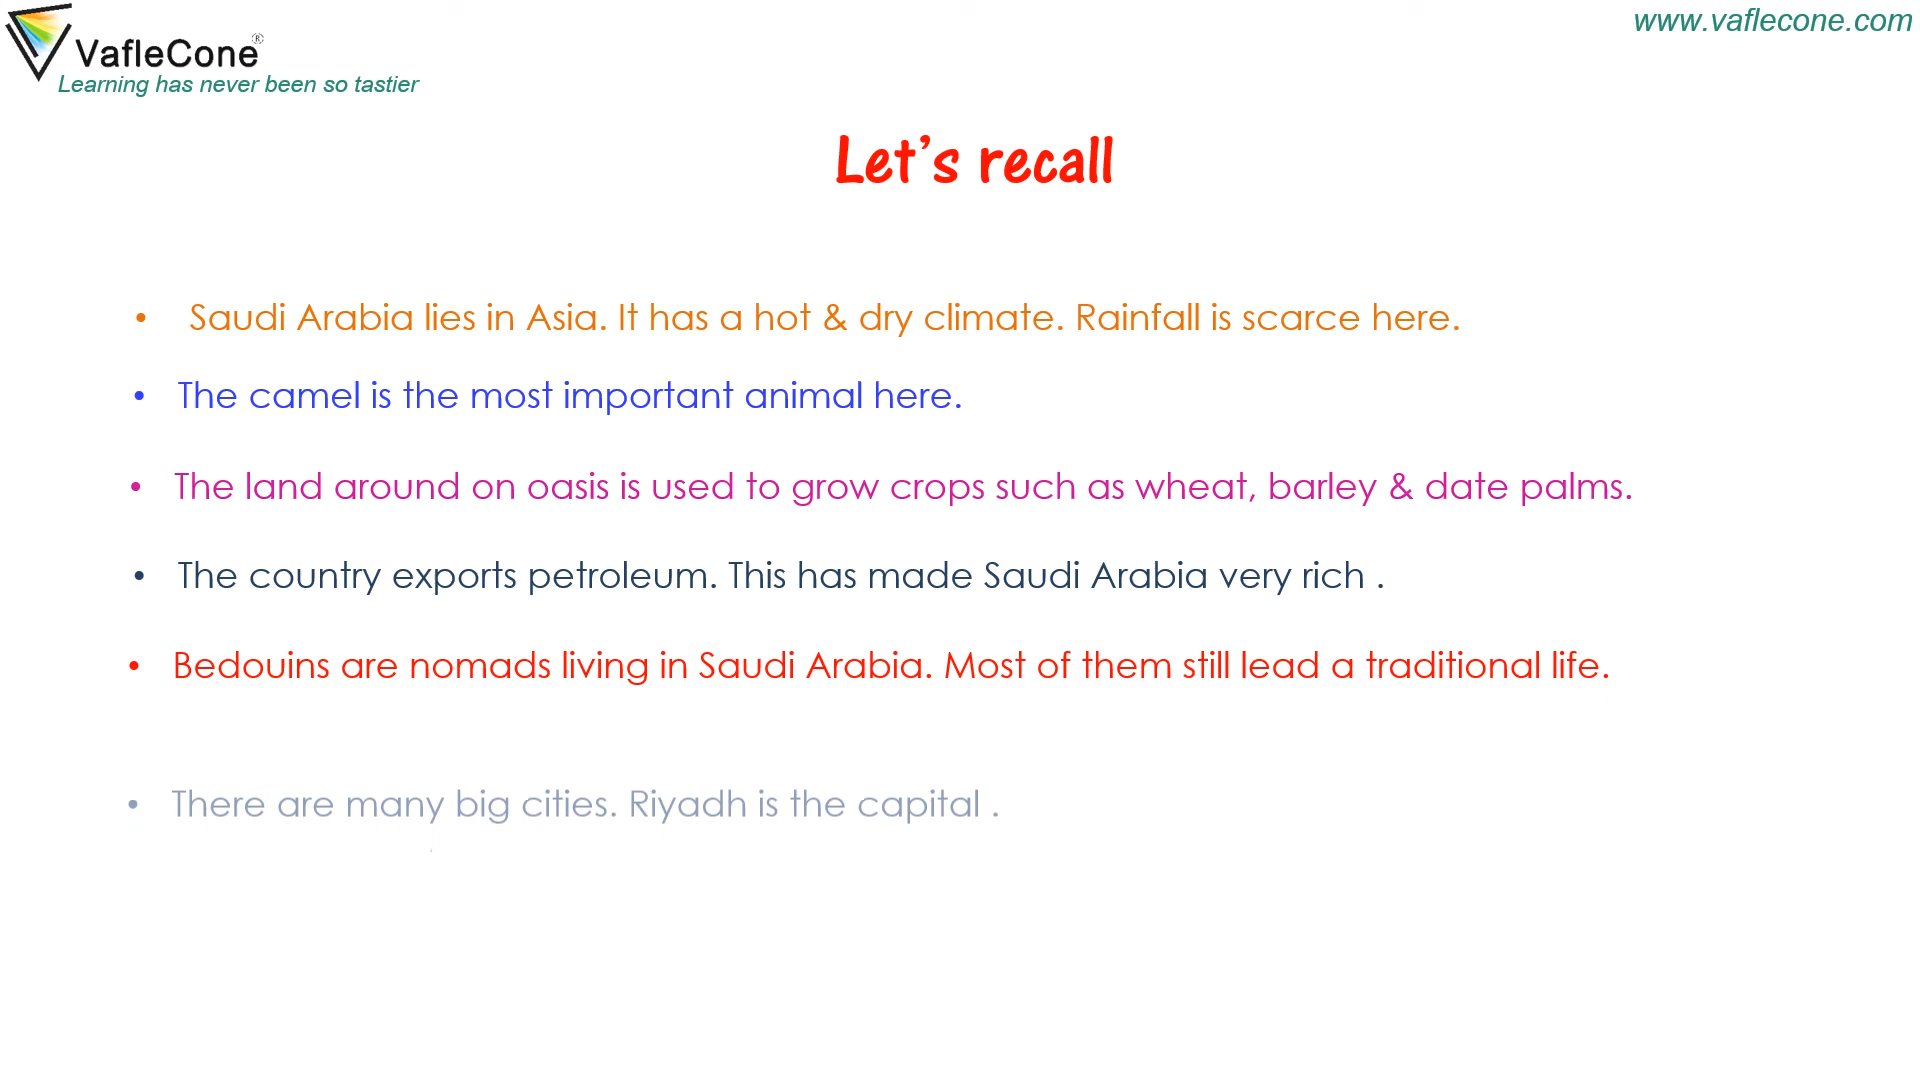 www.vaflecone.com
VafleCone®
Learning has never been so tastier
Let's recall
• Saudi Arabia lies in Asia. It has a hot & dry climate. Rainfall is scarce here.
• The camel is the most important animal here.
• The land around on oasis is used to grow crops such as wheat, barley & date palms.
• The country exports petroleum. This has made Saudi Arabia very rich .
• Bedouins are nomads living in Saudi Arabia. Most of them still lead a traditional life.
• There are many big cities. Riyadh is the capital .